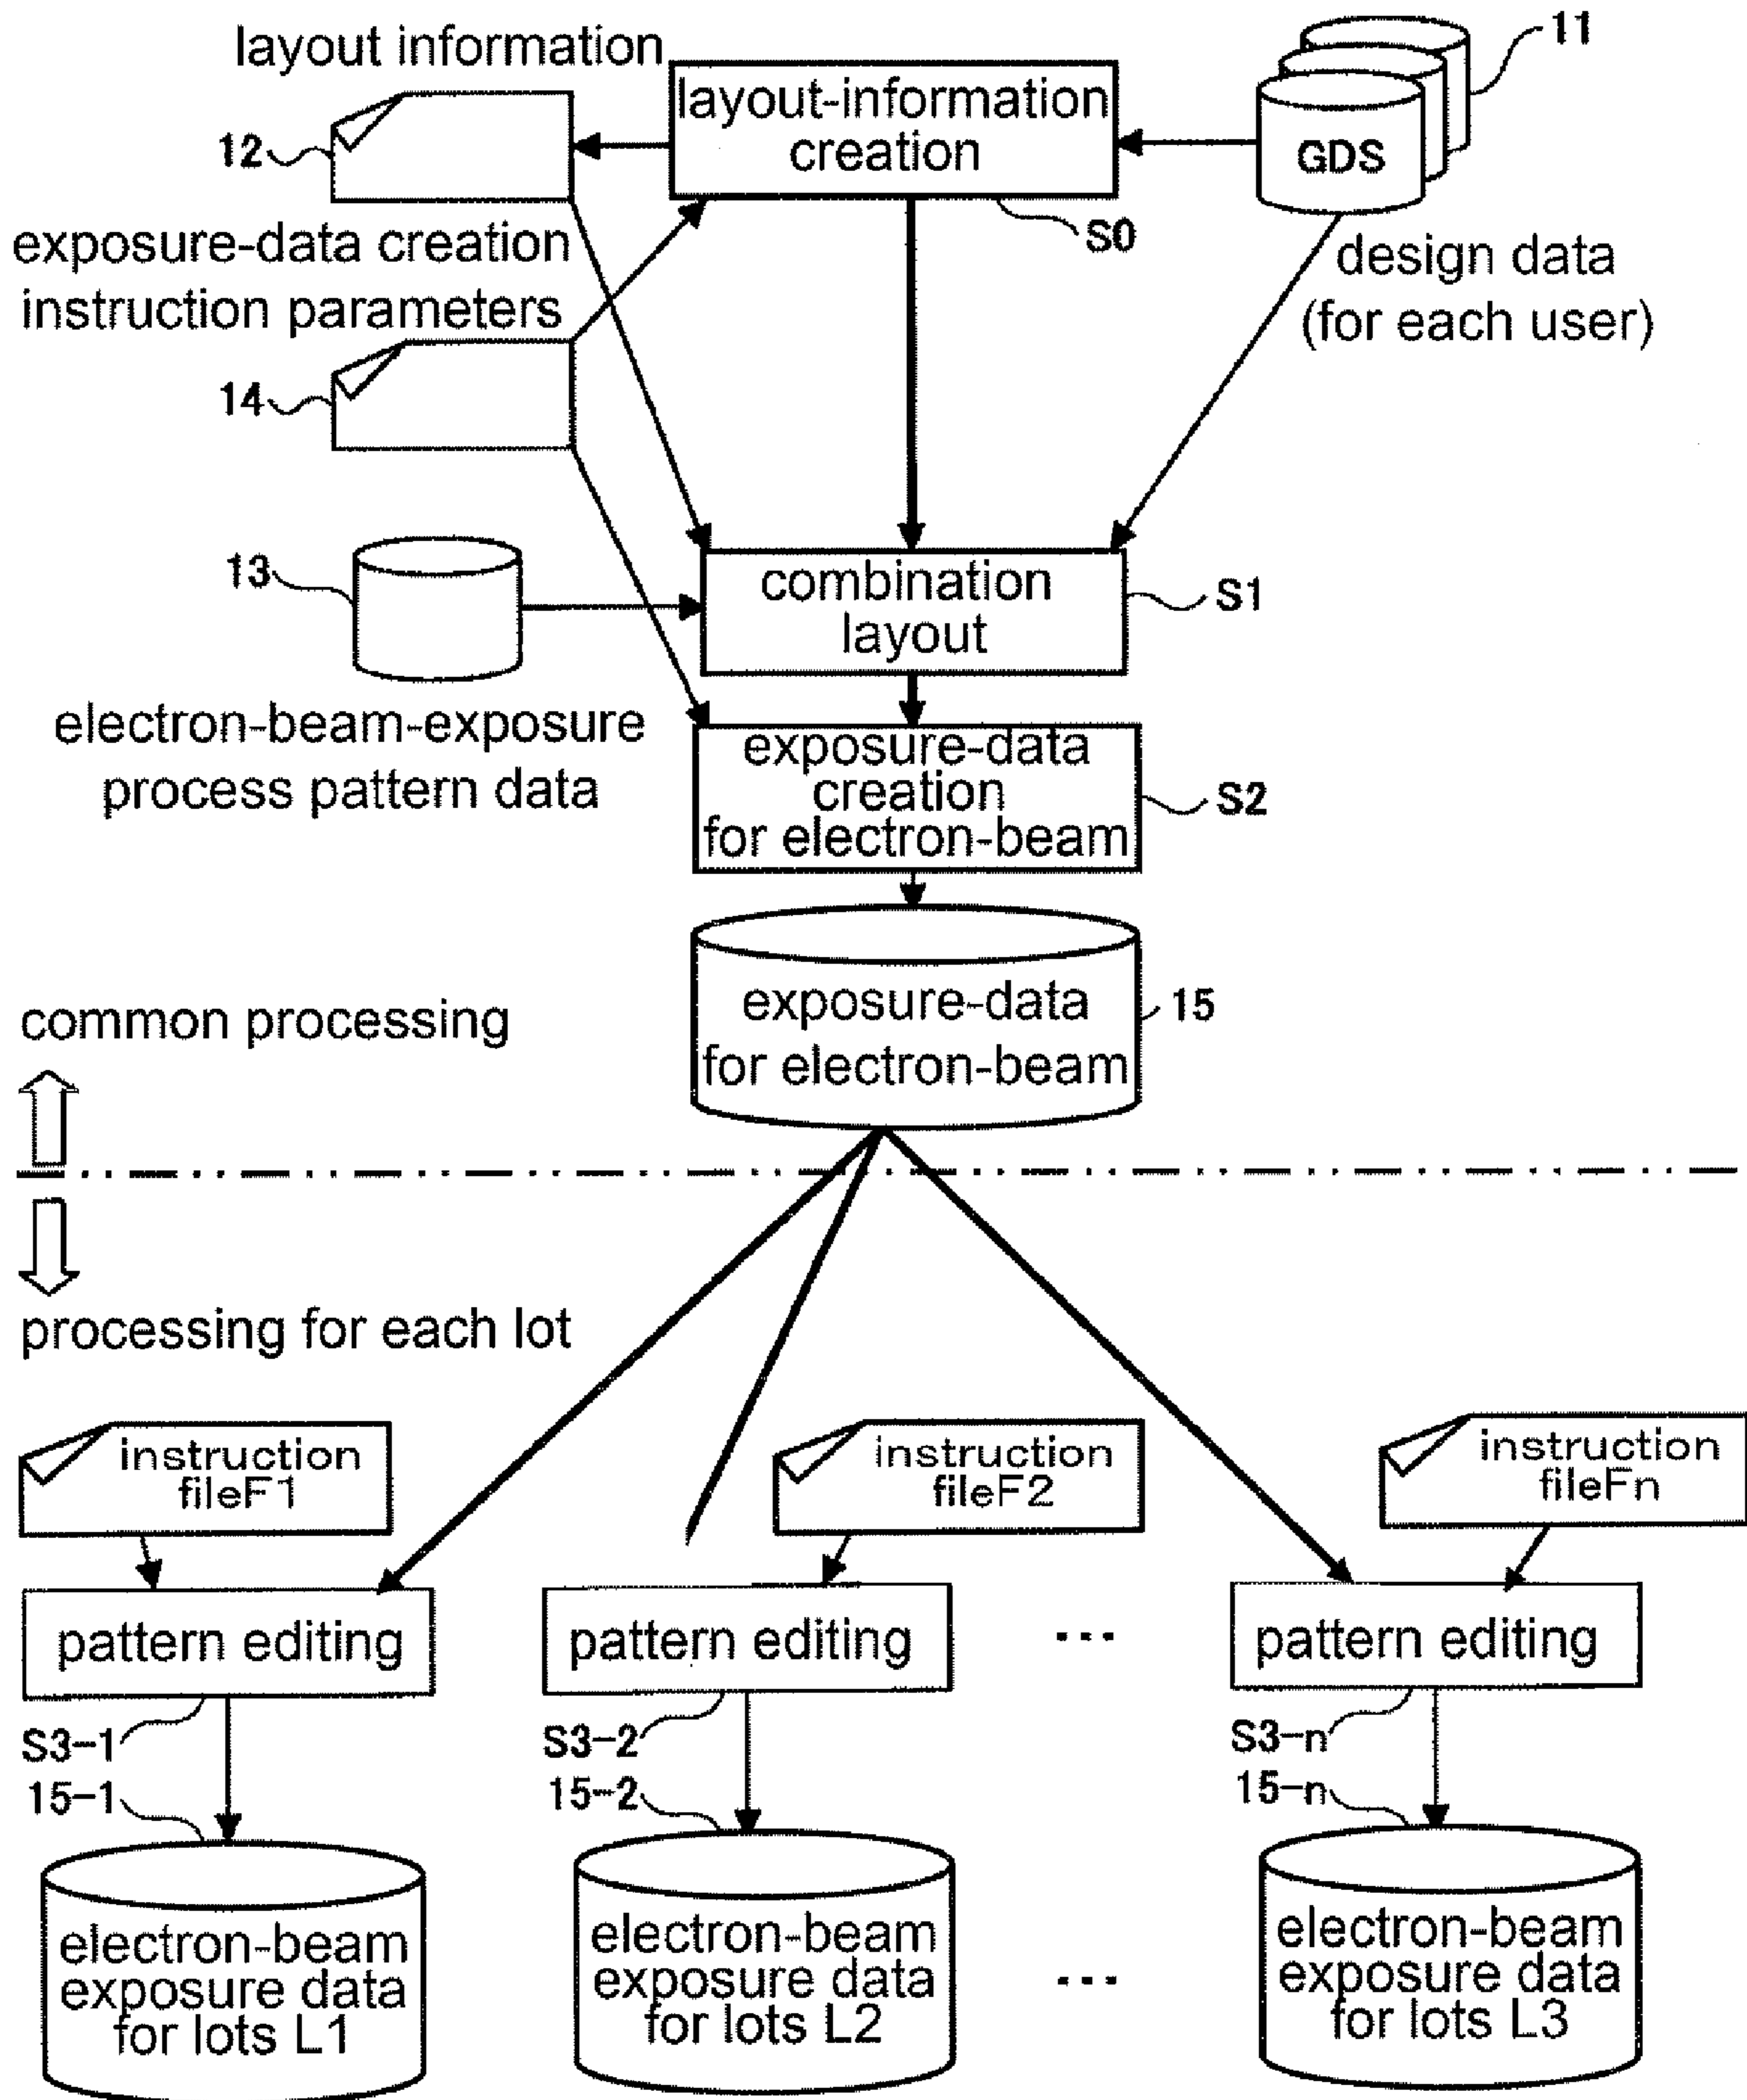 layout information
layout-information
creation
11
GDS
12
S0
exposure-data creation
instruction parameters
design data
(for each user)
14
13
combination
layout
S1
electron-beam-exposure
process pattern data
exposure-data
creation
for electron-beam
S2
exposure-data
for electron-beam
15
common processing
processing for each lot
instruction
fileF1
instruction
fileF2
instruction
fileFn
pattern editing
pattern editing
...
pattern editing
S3-1
S3-2
S3-n
15-1
15-2
15-n
electron-beam
exposure data
for lots L1
electron-beam
exposure data
for lots L2
...
electron-beam
exposure data
for lots L3